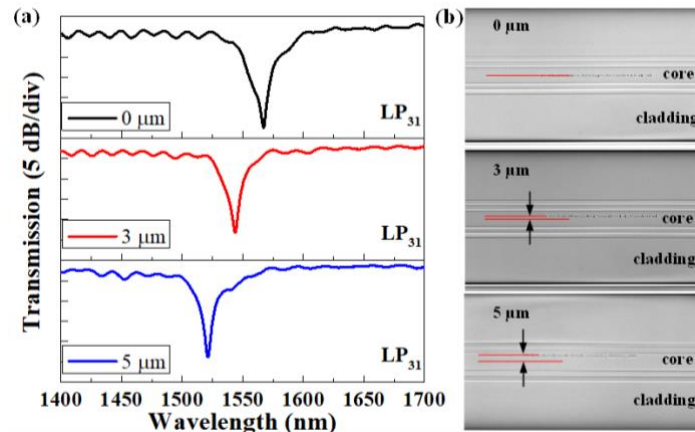 (a)
Transmission (5 dB/div)
0 μm
LP31
3 μm
LP31
5 μm
LP31
1400 1450 1500 1550 1600 1650 1700
Wavelength (nm)
(b)
0 μm
core
cladding
3 μm
core
cladding
5 μm
core
cladding